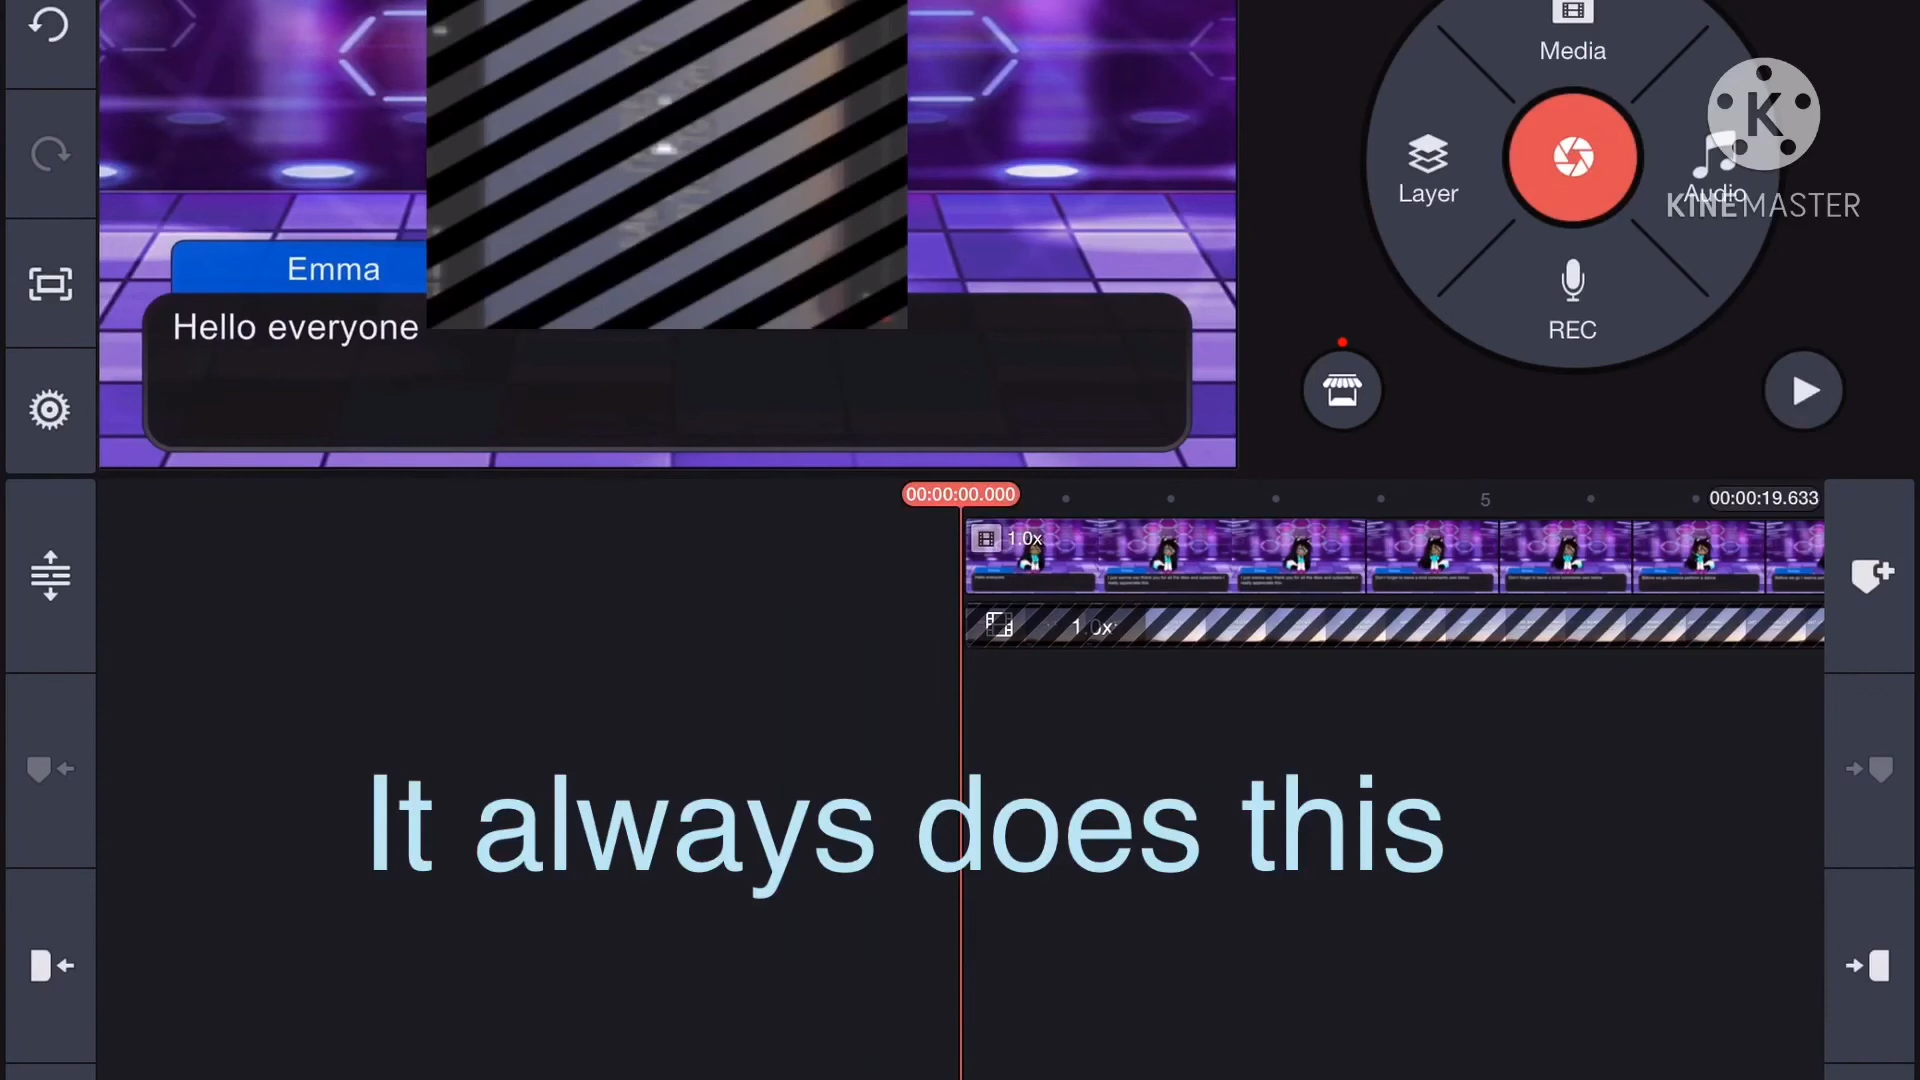 Media
Layer
Audio
K
KINEMASTER
REC
Emma
Hello everyone
00:00:00.000
5
00:00:19.633
1.0x
1.0x
It always does this